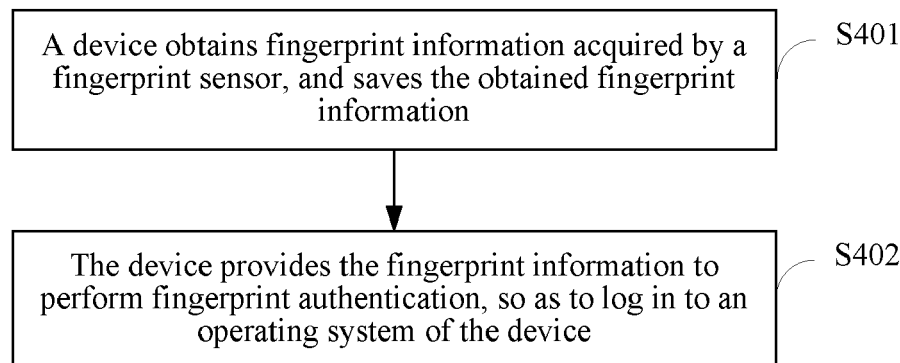 A device obtains fingerprint information acquired by a
fingerprint sensor, and saves the obtained fingerprint
information
S401
The device provides the fingerprint information to
perform fingerprint authentication, so as to log in to an
operating system of the device
S402